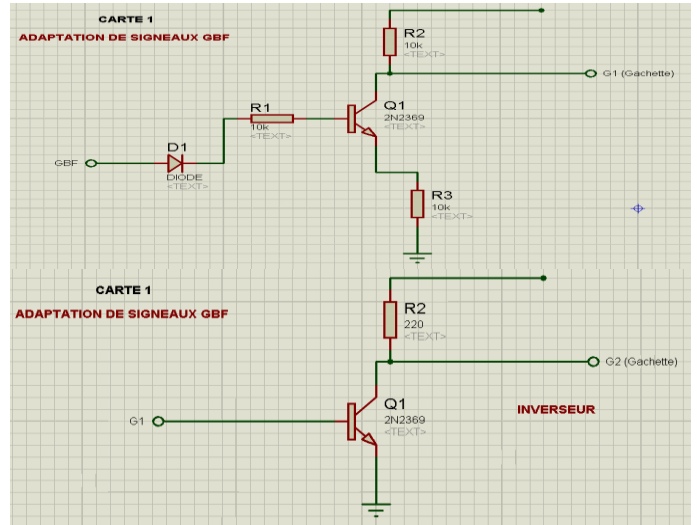 CARTE 1
ADAPTATION DE SIGNEAUX GBF
R2
10k
<TEXT>
G1 (Gachette)
R1
10k
<TEXT>
Q1
2N2369
<TEXT>
D1
DIODE
<TEXT>
GBF
R3
10k
<TEXT>
CARTE 1
ADAPTATION DE SIGNEAUX GBF
R2
220
<TEXT>
G2 (Gachette)
Q1
2N2369
<TEXT>
INVERSEUR
G1